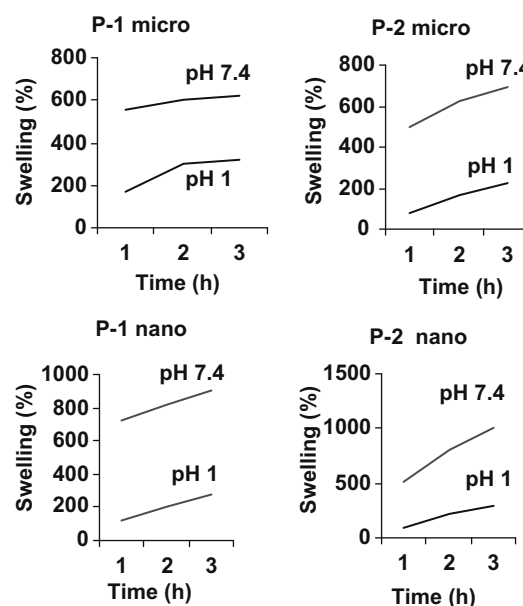 P-1 micro
800
600
400
200
0
Swelling (%)
pH 7.4
pH 1
1 2 3
Time (h)
P-2 micro
800
600
400
200
0
Swelling (%)
pH 7.4
pH 1
1 2 3
Time (h)
P-1 nano
1000
800
600
400
200
0
Swelling (%)
pH 7.4
pH 1
1 2 3
Time (h)
P-2 nano
1500
1000
500
0
Swelling (%)
pH 7.4
pH 1
1 2 3
Time (h)